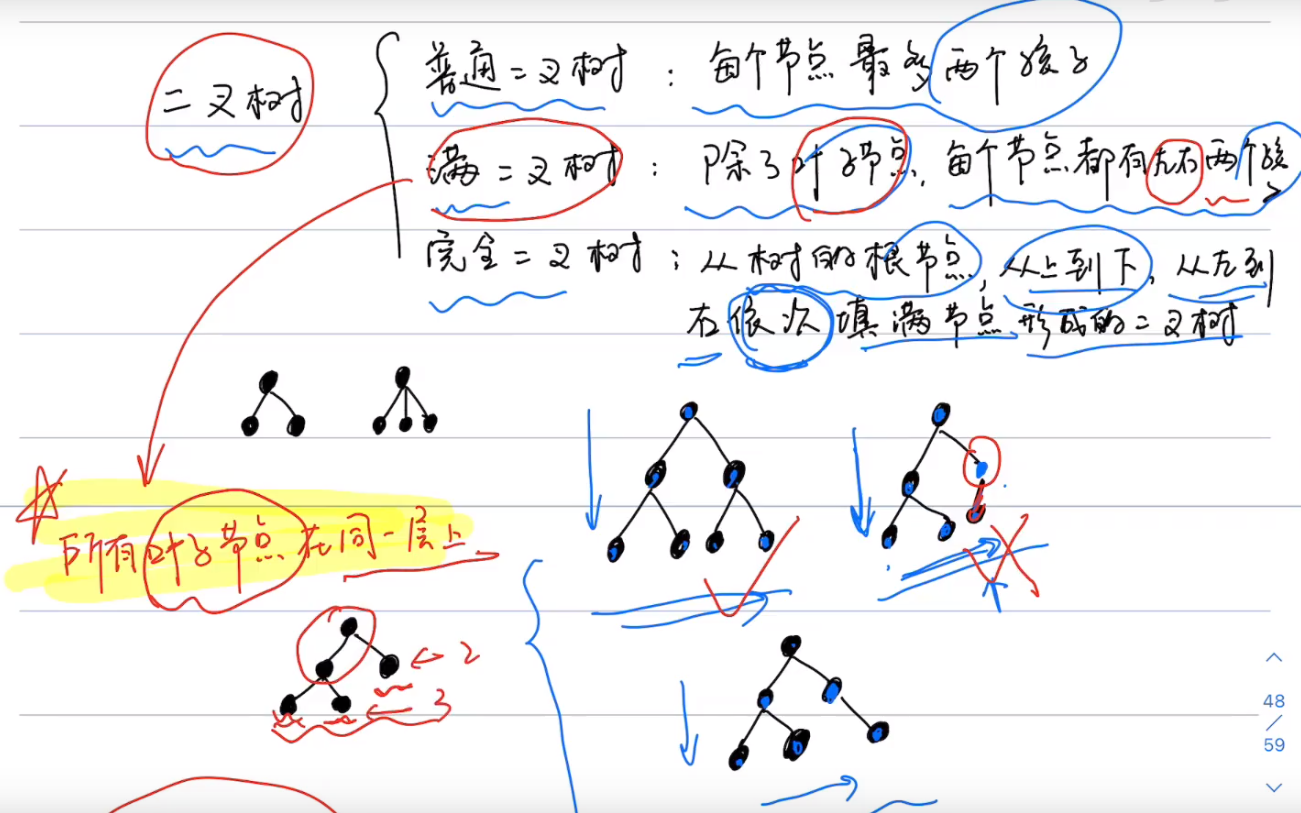 二叉树
普通二叉树：每个节点最多两个孩子
满二叉树：除了叶子节点，每个节点都有左右两个孩子
完全二叉树：从树的根节点，从上到下，从左到
右依次填满节点形成的二叉树
所有叶子节点在同一层上
2
3
48
/
59